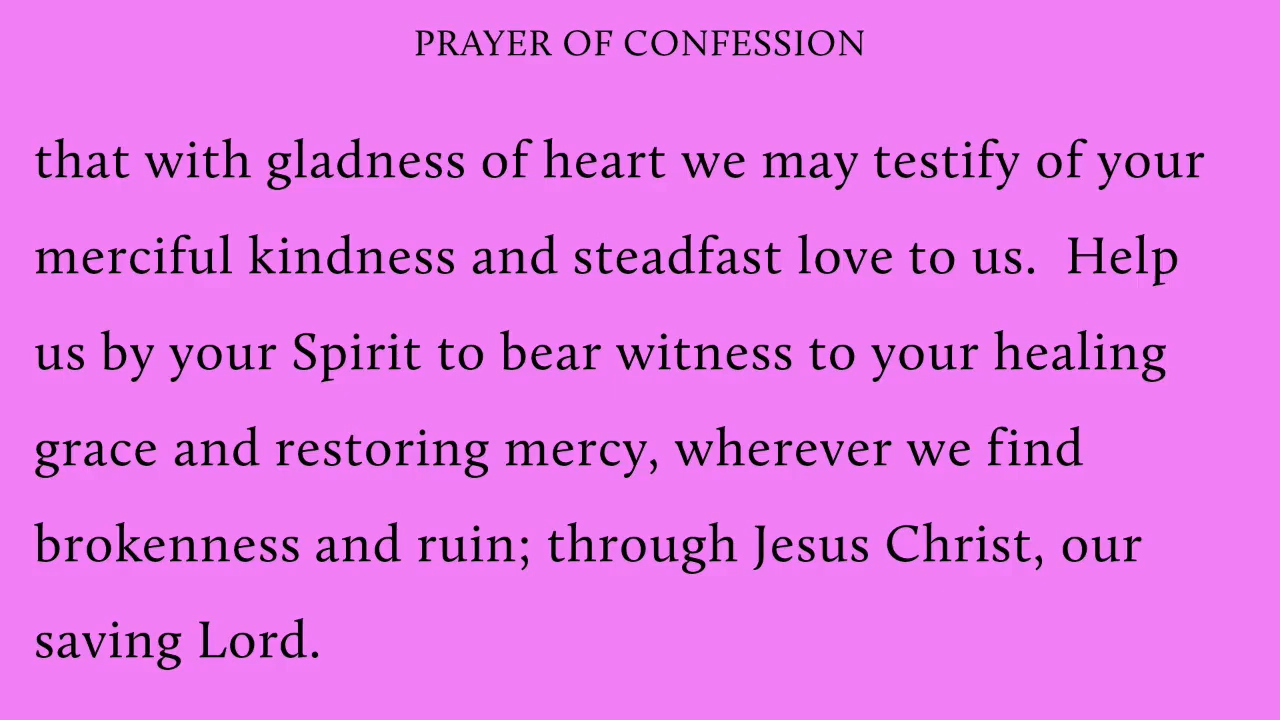 PRAYER OF CONFESSION
that with gladness of heart we may testify of your
merciful kindness and steadfast love to us.  Help
us by your Spirit to bear witness to your healing
grace and restoring mercy, wherever we find
brokenness and ruin; through Jesus Christ, our
saving Lord.